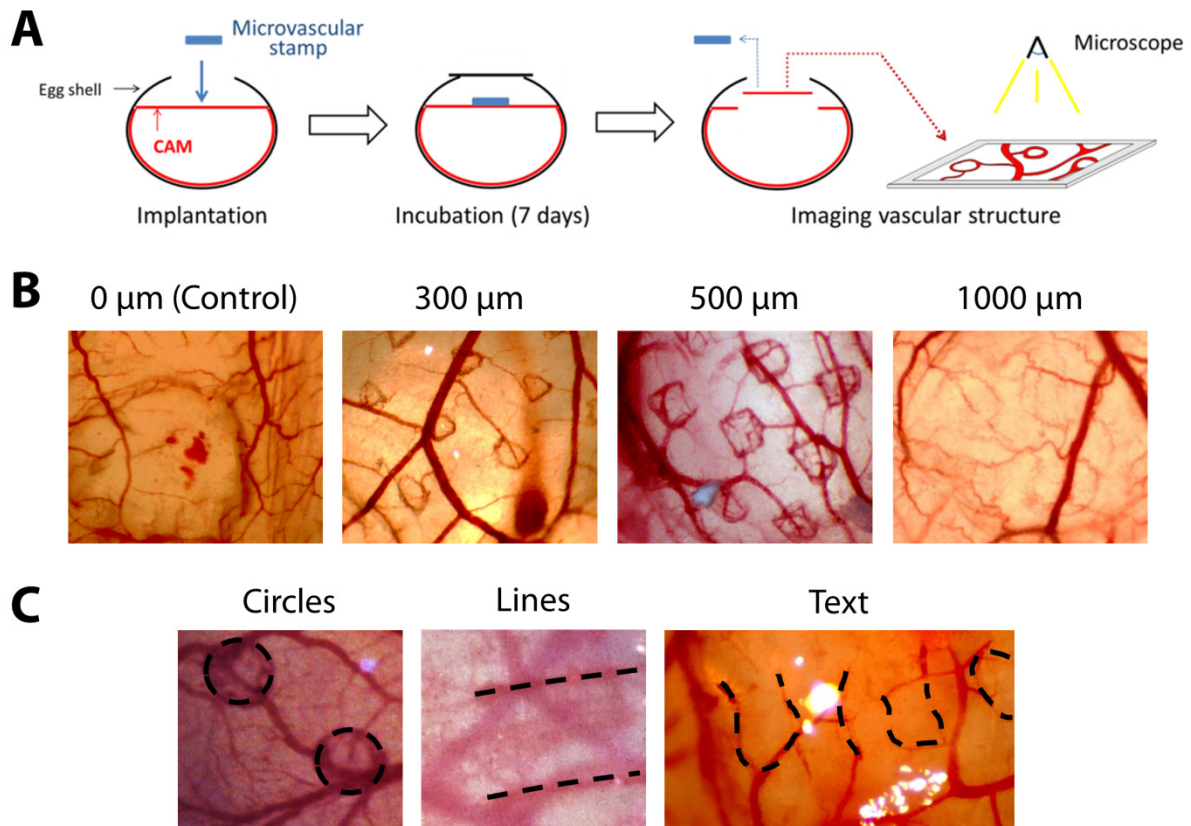 A
Microvascular
stamp
Microscope
Egg shell
CAM
Implantation
Incubation (7 days)
Imaging vascular structure
B
0 µm (Control)
300 µm
500 µm
1000 µm
C
Circles
Lines
Text